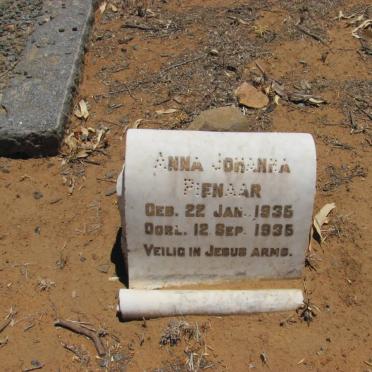 ANNA JOHANNA
PIENAAR
GEB. 22 JAN. 1935
OORL. 12 SEP. 1935
VEILIG IN JESUS ARMS.